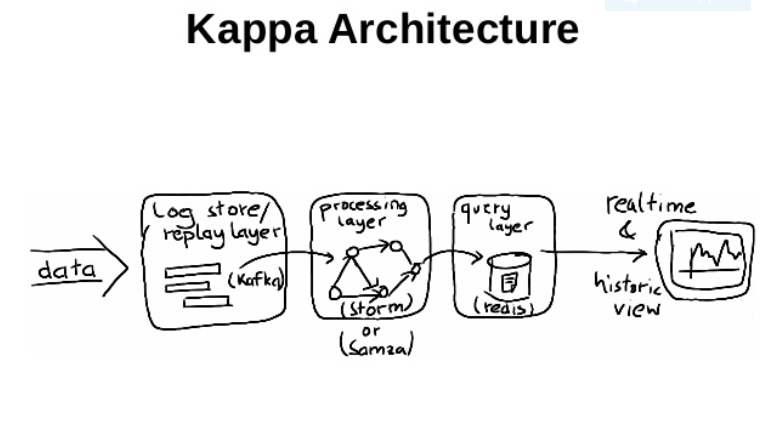 Kappa Architecture
data
Log store/
replay layer
(Kafka)
processing
layer
(Storm)
or
(Samza)
query
layer
(redis)
realtime
&
historic
view